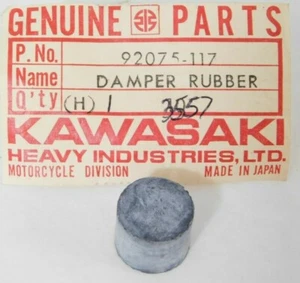 GENUINE PARTS
P. No. 92075-117
Name DAMPER RUBBER
Q'ty (H) 1 3557
KAWASAKI
HEAVY INDUSTRIES, LTD.
MOTORCYCLE DIVISION MADE IN JAPAN